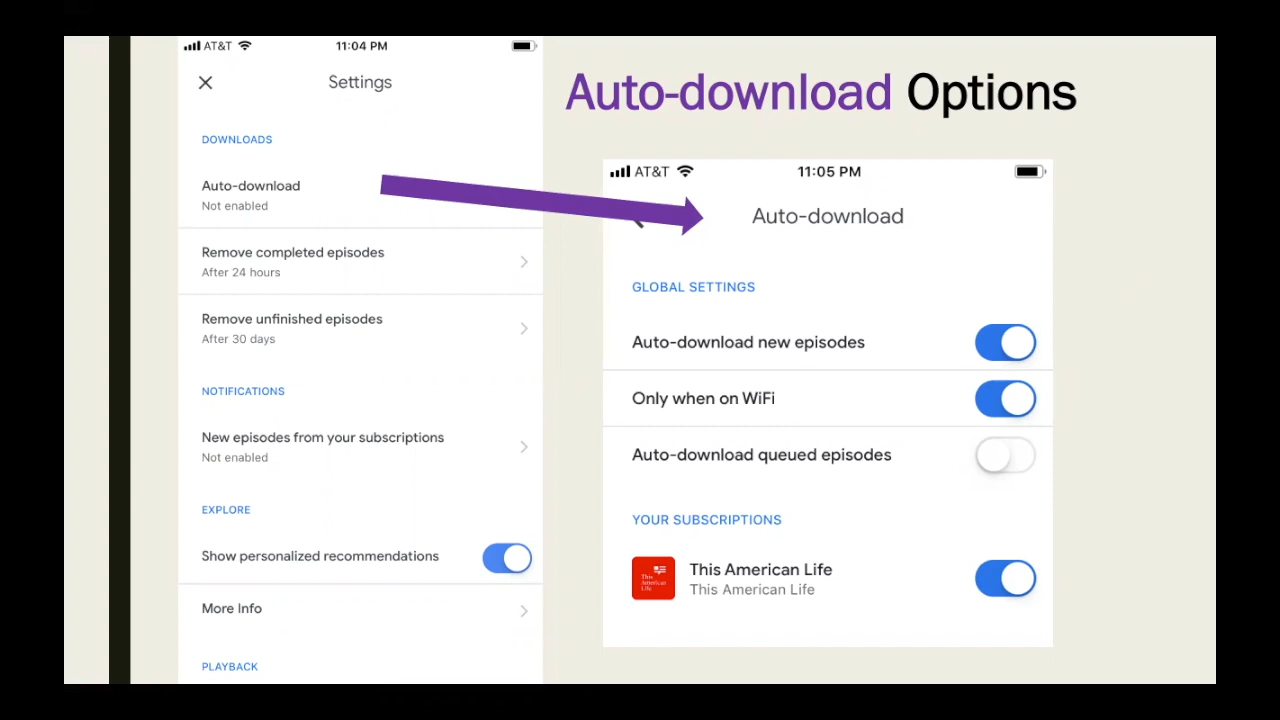 AT&T 11:04 PM
Settings
DOWNLOADS
Auto-download
Not enabled
Remove completed episodes
After 24 hours
Remove unfinished episodes
After 30 days
NOTIFICATIONS
New episodes from your subscriptions
Not enabled
EXPLORE
Show personalized recommendations
More Info
PLAYBACK
Auto-download Options
AT&T 11:05 PM
Auto-download
GLOBAL SETTINGS
Auto-download new episodes
Only when on WiFi
Auto-download queued episodes
YOUR SUBSCRIPTIONS
This
American
Life
This American Life
This American Life